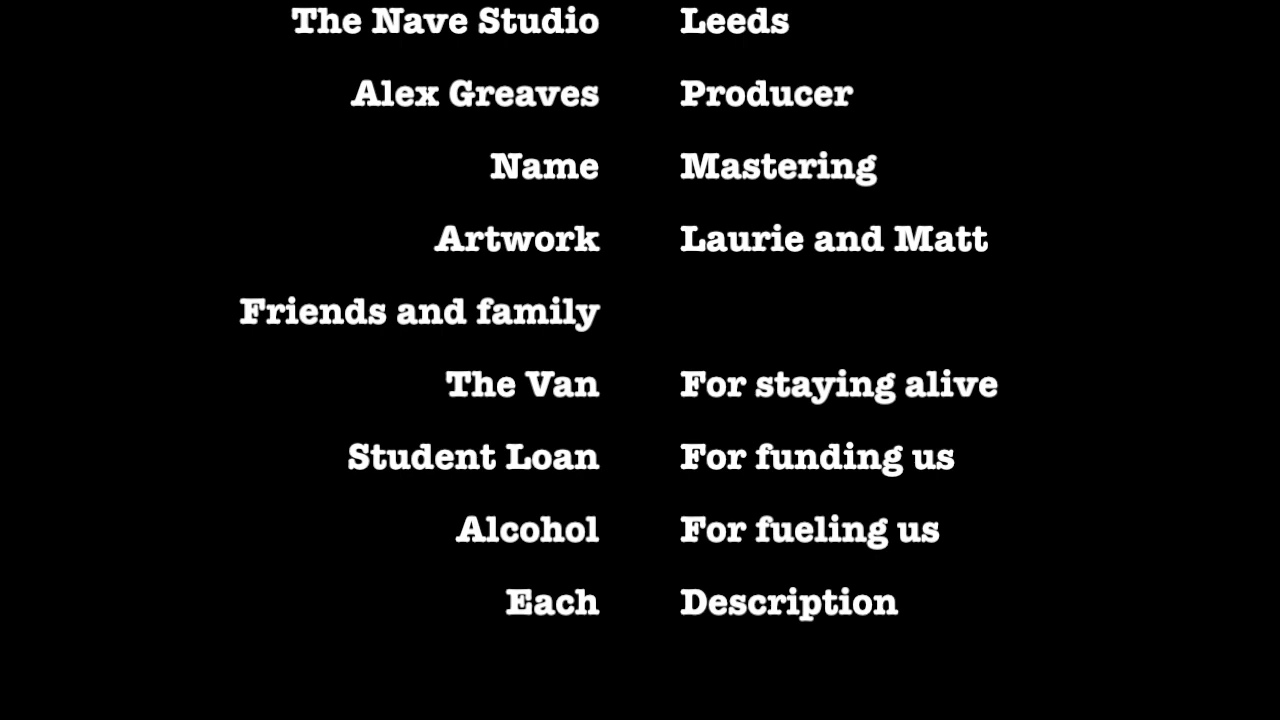 The Nave Studio Leeds
Alex Greaves Producer
Name Mastering
Artwork Laurie and Matt
Friends and family
The Van For staying alive
Student Loan For funding us
Alcohol For fueling us
Each Description